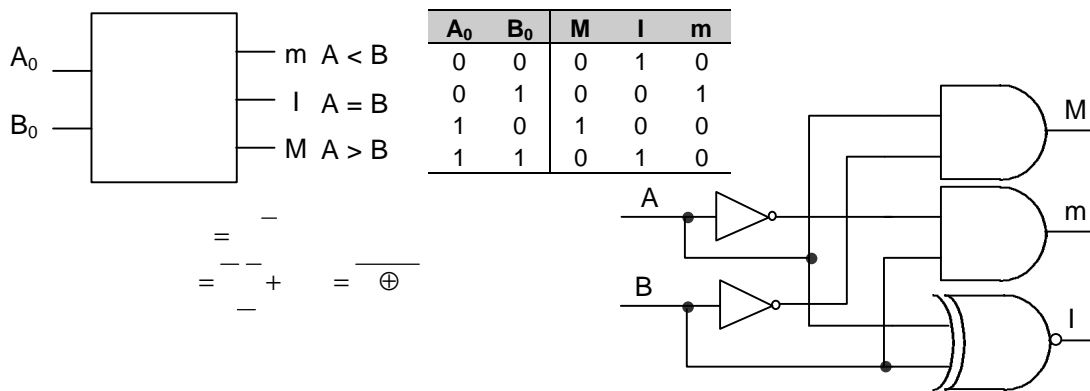 A₀
B₀
m A < B
I A = B
M A > B
A₀ B₀ M I m
0 0 0 1 0
0 1 0 0 1
1 0 1 0 0
1 1 0 1 0
= ‾
= ‾ ‾ + = ‾ ⊕
‾
A
B
M
m
I